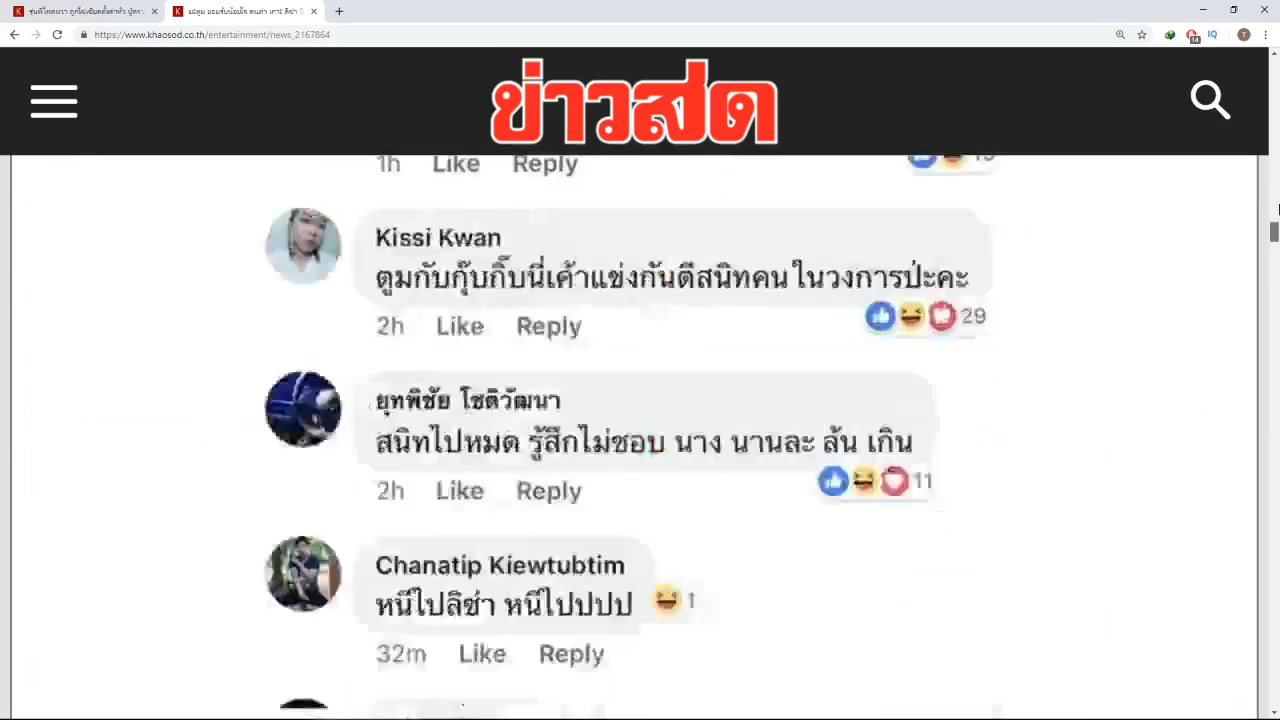 https://www.khaosod.co.th/entertainment/news_2167864
ข่าวสด
1h Like Reply
Kissi Kwan
ตูมกับกุ๊บกิ๊บนี่เค้าแข่งกันตีสนิทคนในวงการป่ะคะ
2h Like Reply 29
ยุทพิชัย โชติวัฒนา
สนิทไปหมด รู้สึกไม่ชอบ นาง นานละ ล้น เกิน
2h Like Reply 11
Chanatip Kiewtubtim
หนีไปลิซ่า หนีไปปปปป 1
32m Like Reply